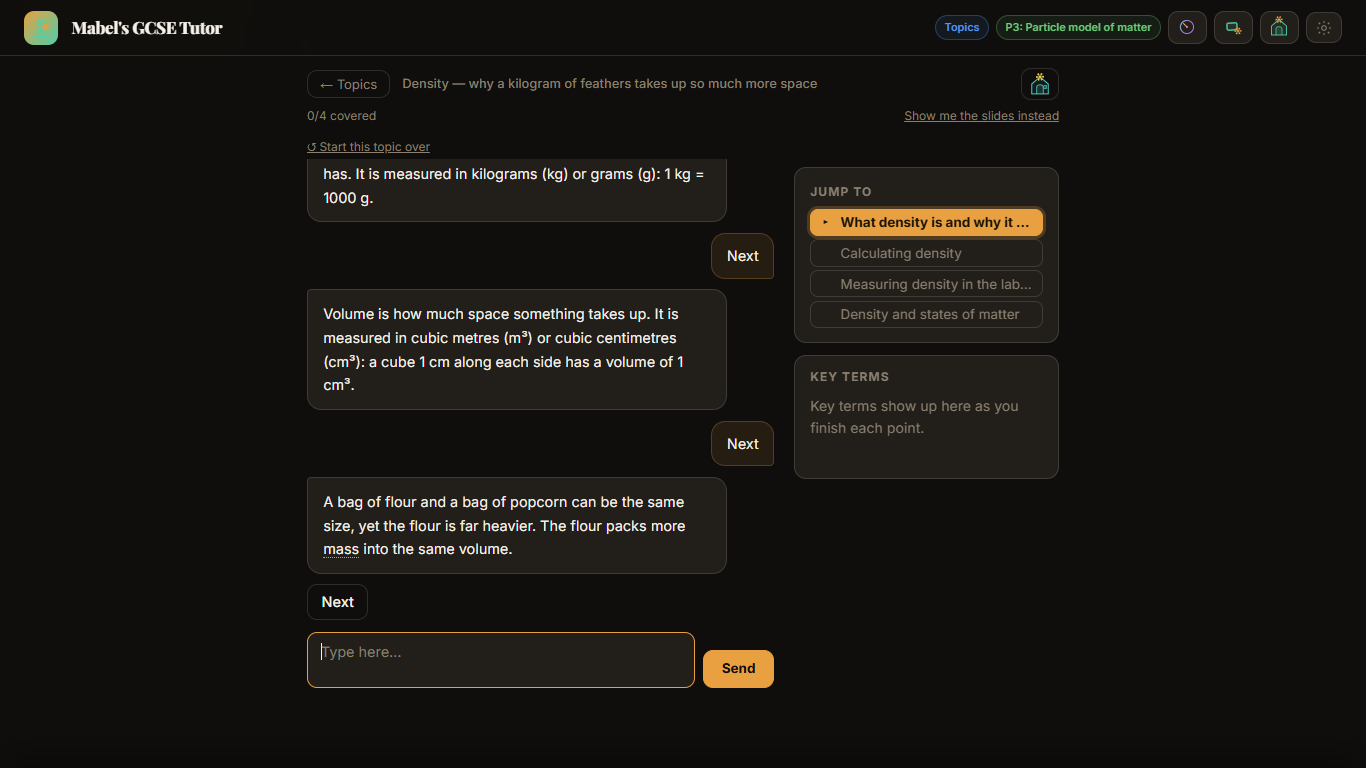 Mabel's GCSE Tutor
Topics
P3: Particle model of matter
← Topics
Density — why a kilogram of feathers takes up so much more space
0/4 covered
Show me the slides instead
↺ Start this topic over
has. It is measured in kilograms (kg) or grams (g): 1 kg =
1000 g.
Next
Volume is how much space something takes up. It is
measured in cubic metres (m³) or cubic centimetres
(cm³): a cube 1 cm along each side has a volume of 1
cm³.
Next
A bag of flour and a bag of popcorn can be the same
size, yet the flour is far heavier. The flour packs more
mass into the same volume.
Next
Type here...
Send
JUMP TO
▸ What density is and why it ...
Calculating density
Measuring density in the lab...
Density and states of matter
KEY TERMS
Key terms show up here as you
finish each point.